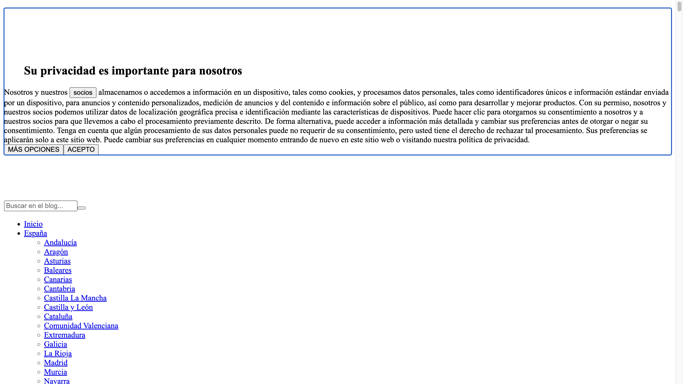 Su privacidad es importante para nosotros
Nosotros y nuestros socios almacenamos o accedemos a información en un dispositivo, tales como cookies, y procesamos datos personales, tales como identificadores únicos e información estándar enviada
por un dispositivo, para anuncios y contenido personalizados, medición de anuncios y del contenido e información sobre el público, así como para desarrollar y mejorar productos. Con su permiso, nosotros y
nuestros socios podemos utilizar datos de localización geográfica precisa e identificación mediante las características de dispositivos. Puede hacer clic para otorgarnos su consentimiento a nosotros y a
nuestros socios para que llevemos a cabo el procesamiento previamente descrito. De forma alternativa, puede acceder a información más detallada y cambiar sus preferencias antes de otorgar o negar su
consentimiento. Tenga en cuenta que algún procesamiento de sus datos personales puede no requerir de su consentimiento, pero usted tiene el derecho de rechazar tal procesamiento. Sus preferencias se
aplicarán solo a este sitio web. Puede cambiar sus preferencias en cualquier momento entrando de nuevo en este sitio web o visitando nuestra política de privacidad.
MÁS OPCIONES ACEPTO
Buscar en el blog...
Inicio
España
Andalucía
Aragón
Asturias
Baleares
Canarias
Cantabria
Castilla La Mancha
Castilla y León
Cataluña
Comunidad Valenciana
Extremadura
Galicia
La Rioja
Madrid
Murcia
Navarra